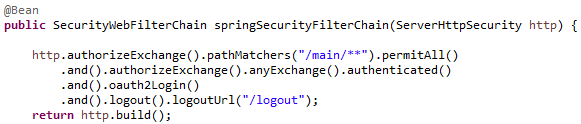 @Bean
public SecurityWebFilterChain springSecurityFilterChain(ServerHttpSecurity http) {
http.authorizeExchange().pathMatchers("/main/**").permitAll()
.and().authorizeExchange().anyExchange().authenticated()
.and().oauth2Login()
.and().logout().logoutUrl("/logout");
return http.build();